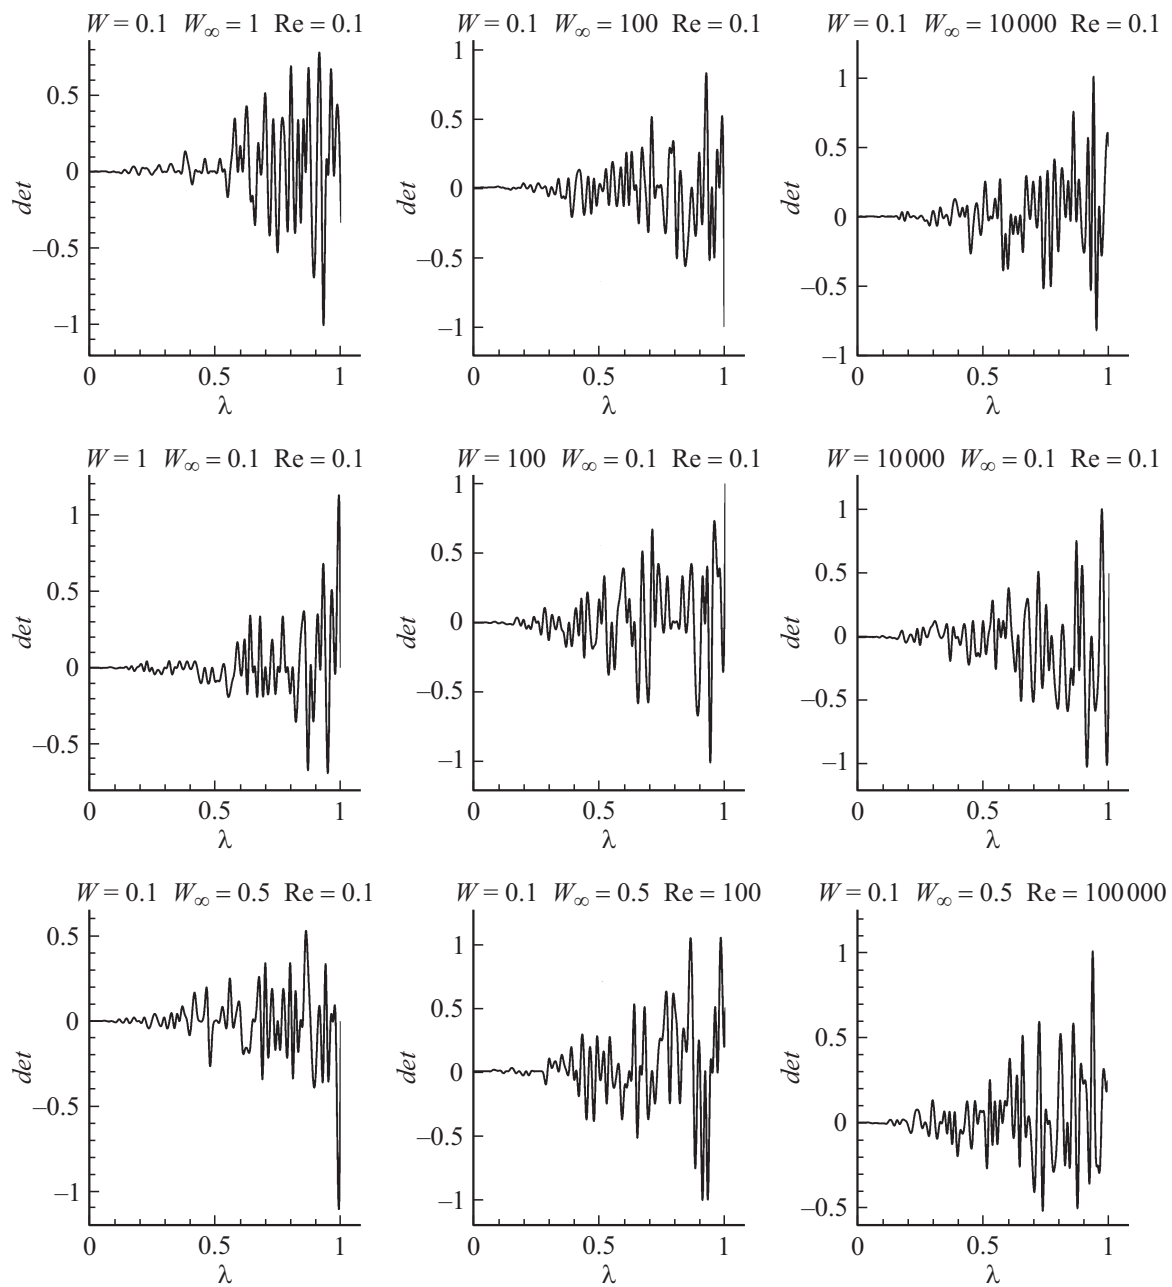 W = 0.1 W∞ = 1 Re = 0.1
W = 0.1 W∞ = 100 Re = 0.1
W = 0.1 W∞ = 10 000 Re = 0.1
0.5
0
–0.5
–1
det
0 0.5 1
λ
1
0.5
0
–0.5
–1
det
0 0.5 1
λ
1
0.5
0
–0.5
–1
det
0 0.5 1
λ
W = 1 W∞ = 0.1 Re = 0.1
W = 100 W∞ = 0.1 Re = 0.1
W = 10 000 W∞ = 0.1 Re = 0.1
1
0.5
0
–0.5
det
0 0.5 1
λ
1
0.5
0
–0.5
–1
det
0 0.5 1
λ
1
0.5
0
–0.5
–1
det
0 0.5 1
λ
W = 0.1 W∞ = 0.5 Re = 0.1
W = 0.1 W∞ = 0.5 Re = 100
W = 0.1 W∞ = 0.5 Re = 100 000
0.5
0
–0.5
–1
det
0 0.5 1
λ
1
0.5
0
–0.5
–1
det
0 0.5 1
λ
1
0.5
0
–0.5
det
0 0.5 1
λ